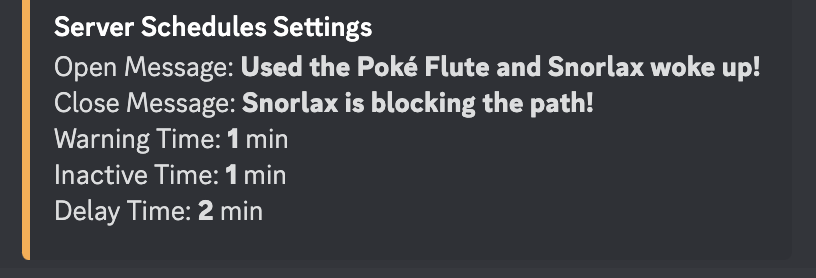 Server Schedules Settings
Open Message: Used the Poké Flute and Snorlax woke up!
Close Message: Snorlax is blocking the path!
Warning Time: 1 min
Inactive Time: 1 min
Delay Time: 2 min